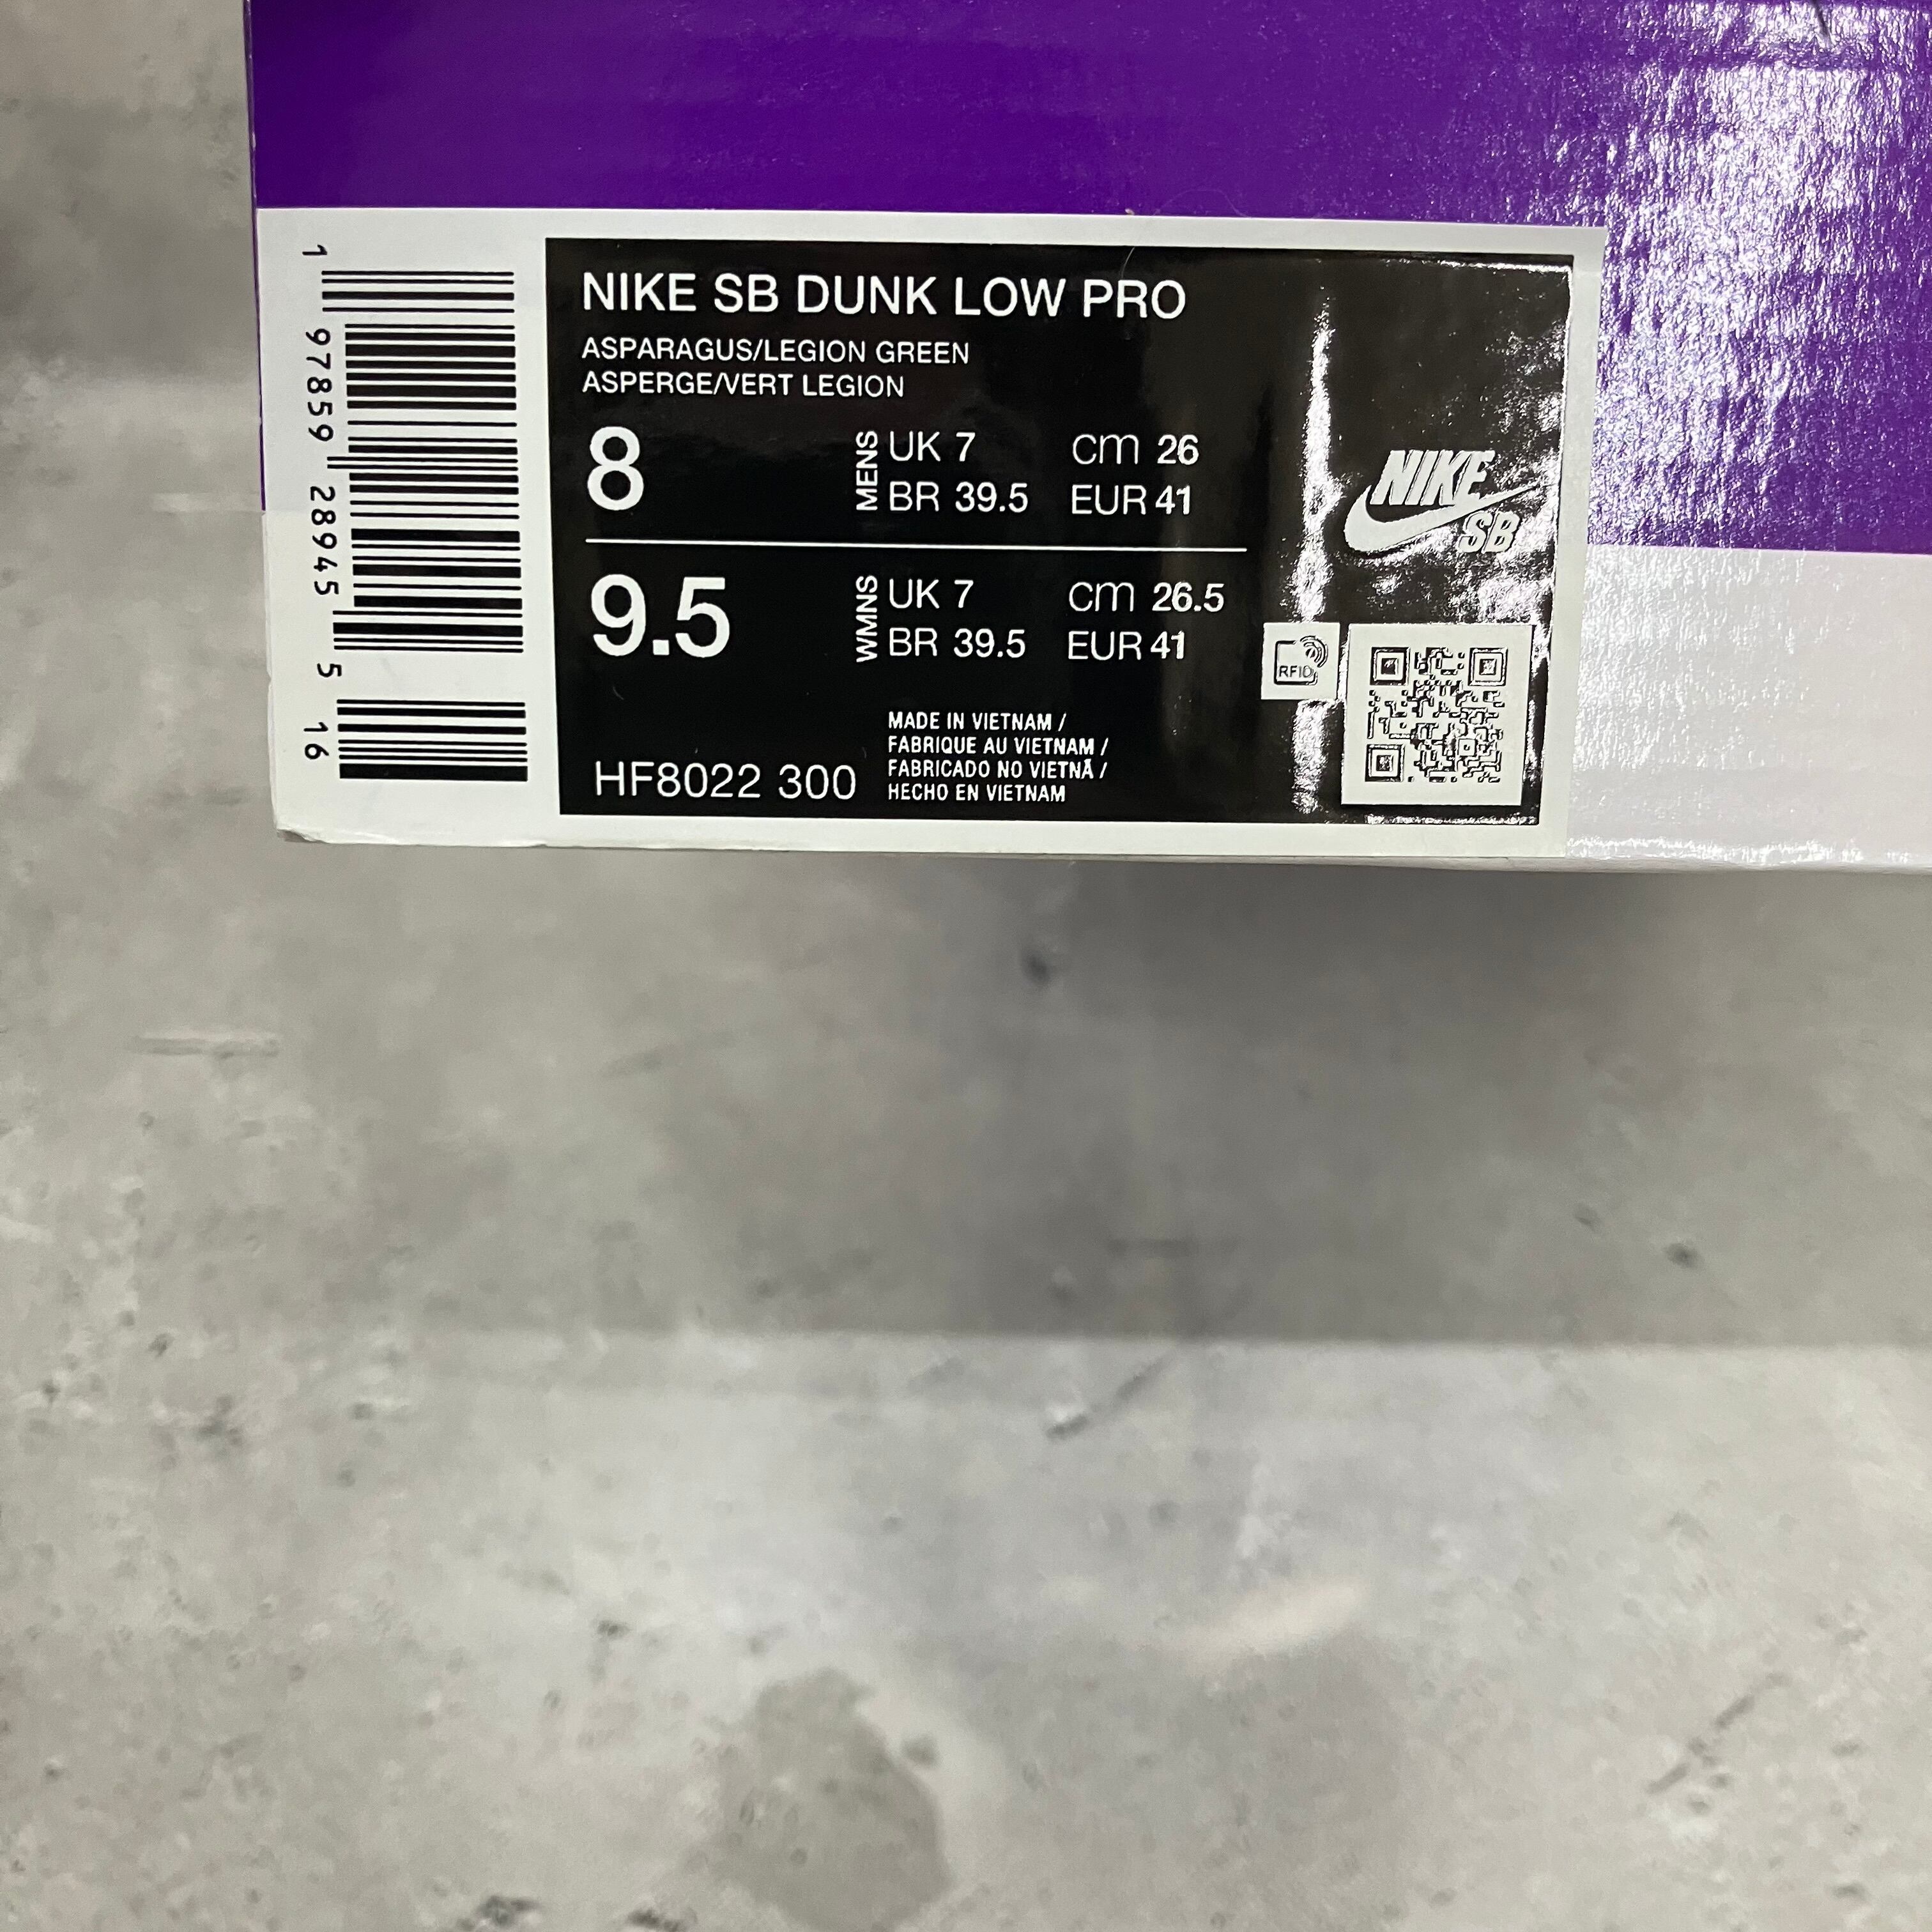 NIKE SB DUNK LOW PRO
ASPARAGUS/LEGION GREEN
ASPERGE/VERT LEGION
8
MENS
UK 7 cm 26
BR 39.5 EUR 41
9.5
WMNS
UK 7 cm 26.5
BR 39.5 EUR 41
MADE IN VIETNAM /
FABRIQUE AU VIETNAM /
FABRICADO NO VIETNÃ /
HECHO EN VIETNAM
HF8022 300
NIKE
SB
RFID
1 97859 28945 5 16